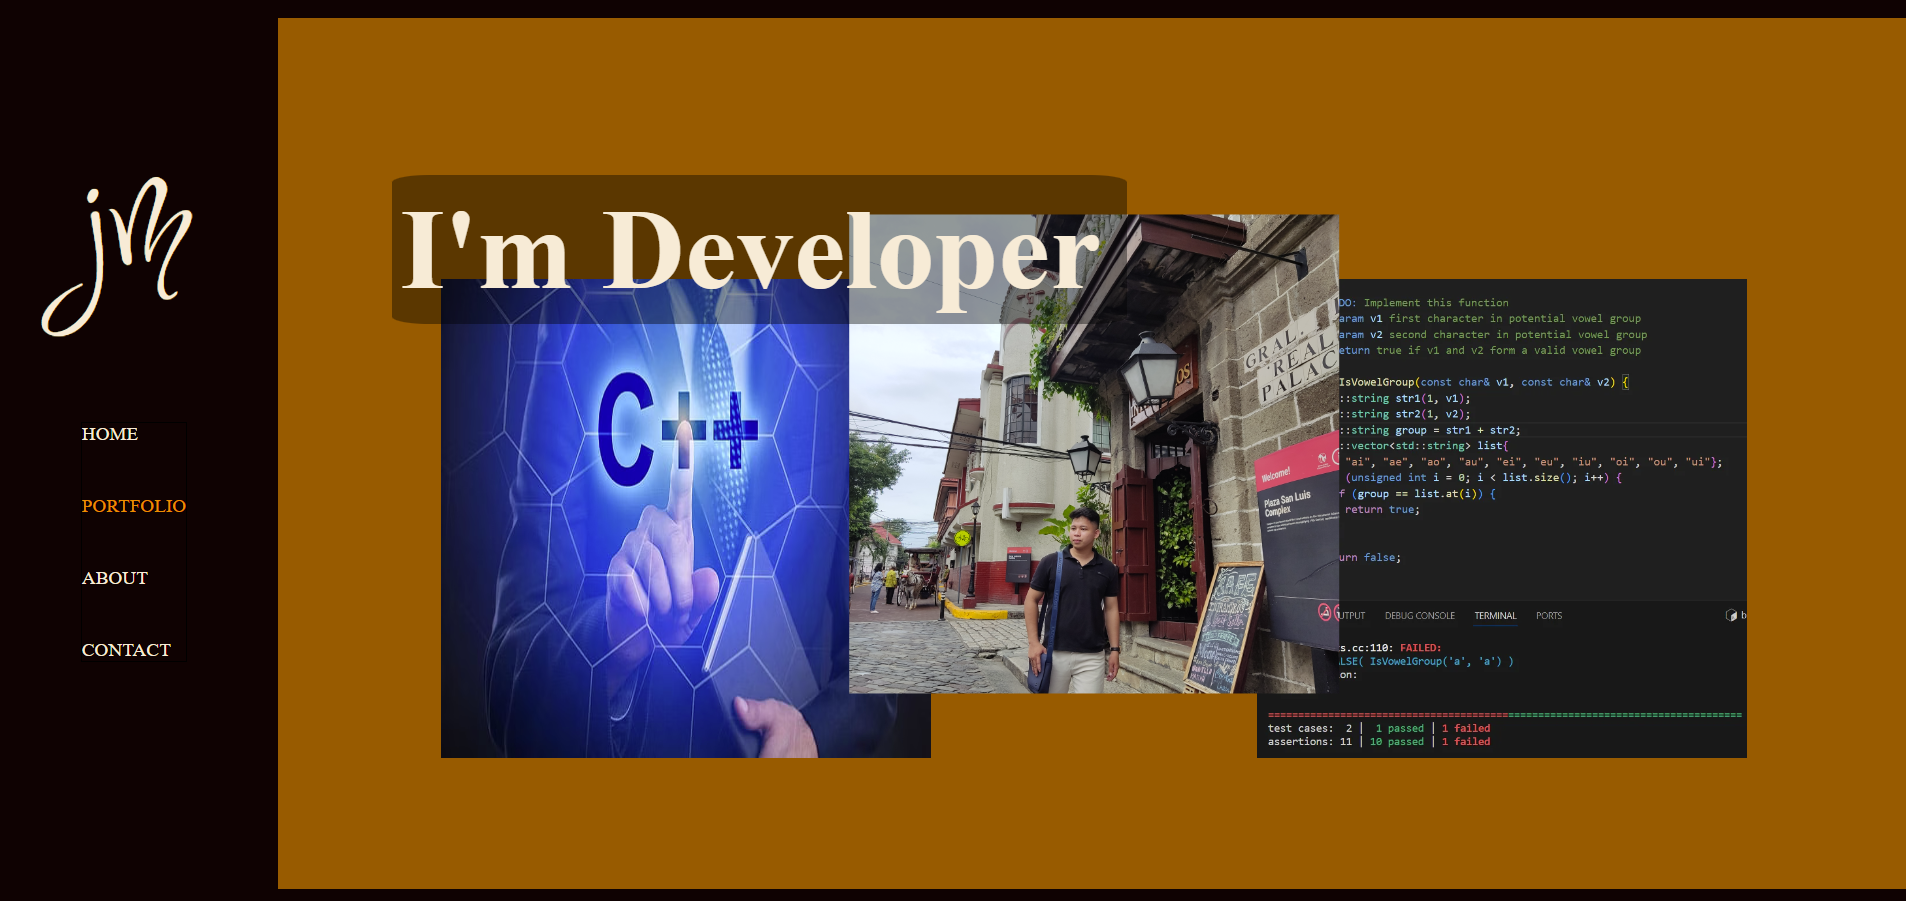 jm
HOME
PORTFOLIO
ABOUT
CONTACT
I'm Developer
C++
GRAL.
REAL
PALAC
Welcome!
Plaza San Luis
Complex
CAFE
DO: Implement this function
aram v1 first character in potential vowel group
aram v2 second character in potential vowel group
eturn true if v1 and v2 form a valid vowel group
IsVowelGroup(const char& v1, const char& v2) {
::string str1(1, v1);
::string str2(1, v2);
::string group = str1 + str2;
::vector<std::string> list{
"ai", "ae", "ao", "au", "ei", "eu", "iu", "oi", "ou", "ui"};
(unsigned int i = 0; i < list.size(); i++) {
f (group == list.at(i)) {
return true;
urn false;
UTPUT DEBUG CONSOLE TERMINAL PORTS b
s.cc:110: FAILED:
LSE( IsVowelGroup('a', 'a') )
on:
test cases: 2 | 1 passed | 1 failed
assertions: 11 | 10 passed | 1 failed